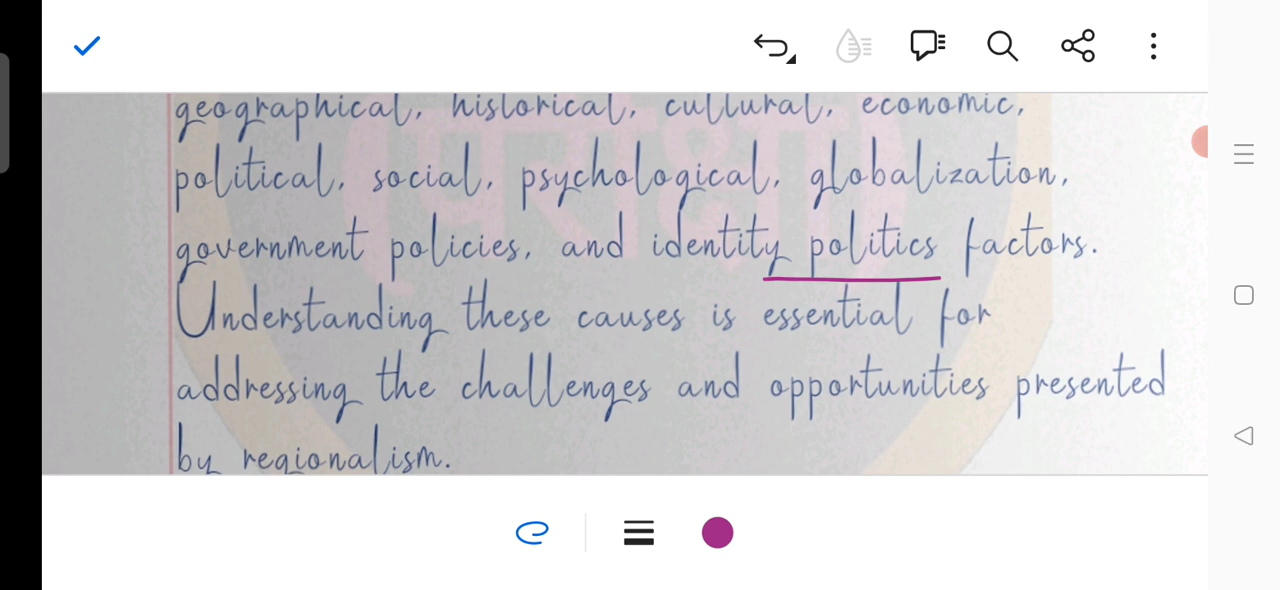 geographical, historical, cultural, economic,
political, social, psychological, globalization,
government policies, and identity politics factors.
Understanding these causes is essential for
addressing the challenges and opportunities presented
by regionalism.